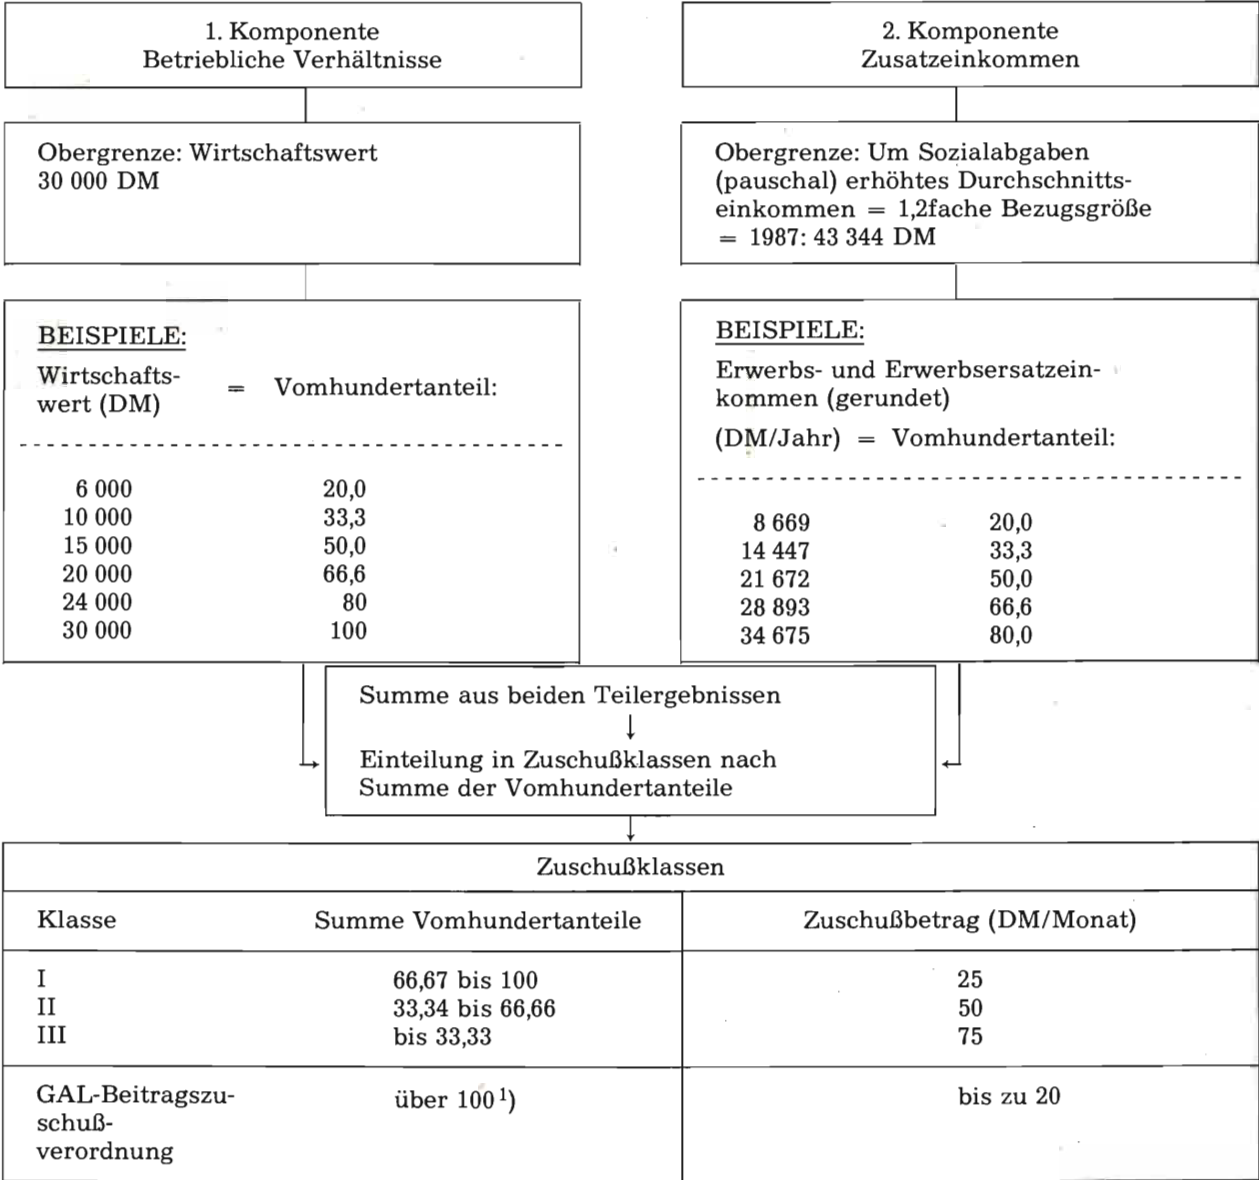 1. Komponente
Betriebliche Verhältnisse
Obergrenze: Wirtschaftswert
30 000 DM
BEISPIELE:
Wirtschafts-
wert (DM) = Vomhundertanteil:
6 000 20,0
10 000 33,3
15 000 50,0
20 000 66,6
24 000 80
30 000 100
2. Komponente
Zusatzeinkommen
Obergrenze: Um Sozialabgaben
(pauschal) erhöhtes Durchschnitts-
einkommen = 1,2fache Bezugsgröße
= 1987: 43 344 DM
BEISPIELE:
Erwerbs- und Erwerbsersatzein-
kommen (gerundet)
(DM/Jahr) = Vomhundertanteil:
8 669 20,0
14 447 33,3
21 672 50,0
28 893 66,6
34 675 80,0
Summe aus beiden Teilergebnissen
↓
Einteilung in Zuschußklassen nach
Summe der Vomhundertanteile
Zuschußklassen
Klasse Summe Vomhundertanteile Zuschußbetrag (DM/Monat)
I 66,67 bis 100 25
II 33,34 bis 66,66 50
III bis 33,33 75
GAL-Beitragszu- über 100 ¹) bis zu 20
schuß-
verordnung